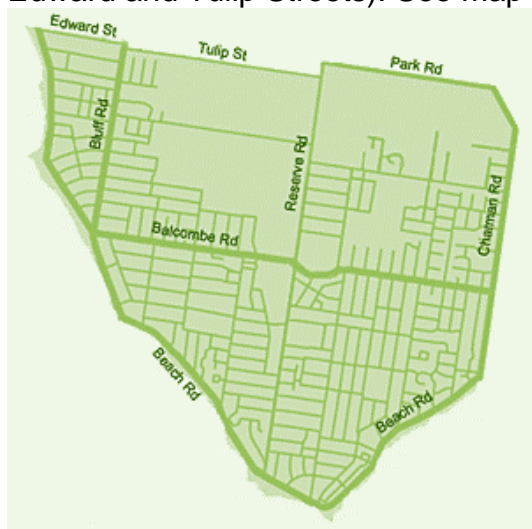 Edward and Tulip Streets). See map
Edward St
Tulip St
Park Rd
Bluff Rd
Reserve Rd
Charman Rd
Balcombe Rd
Beach Rd
Beach Rd